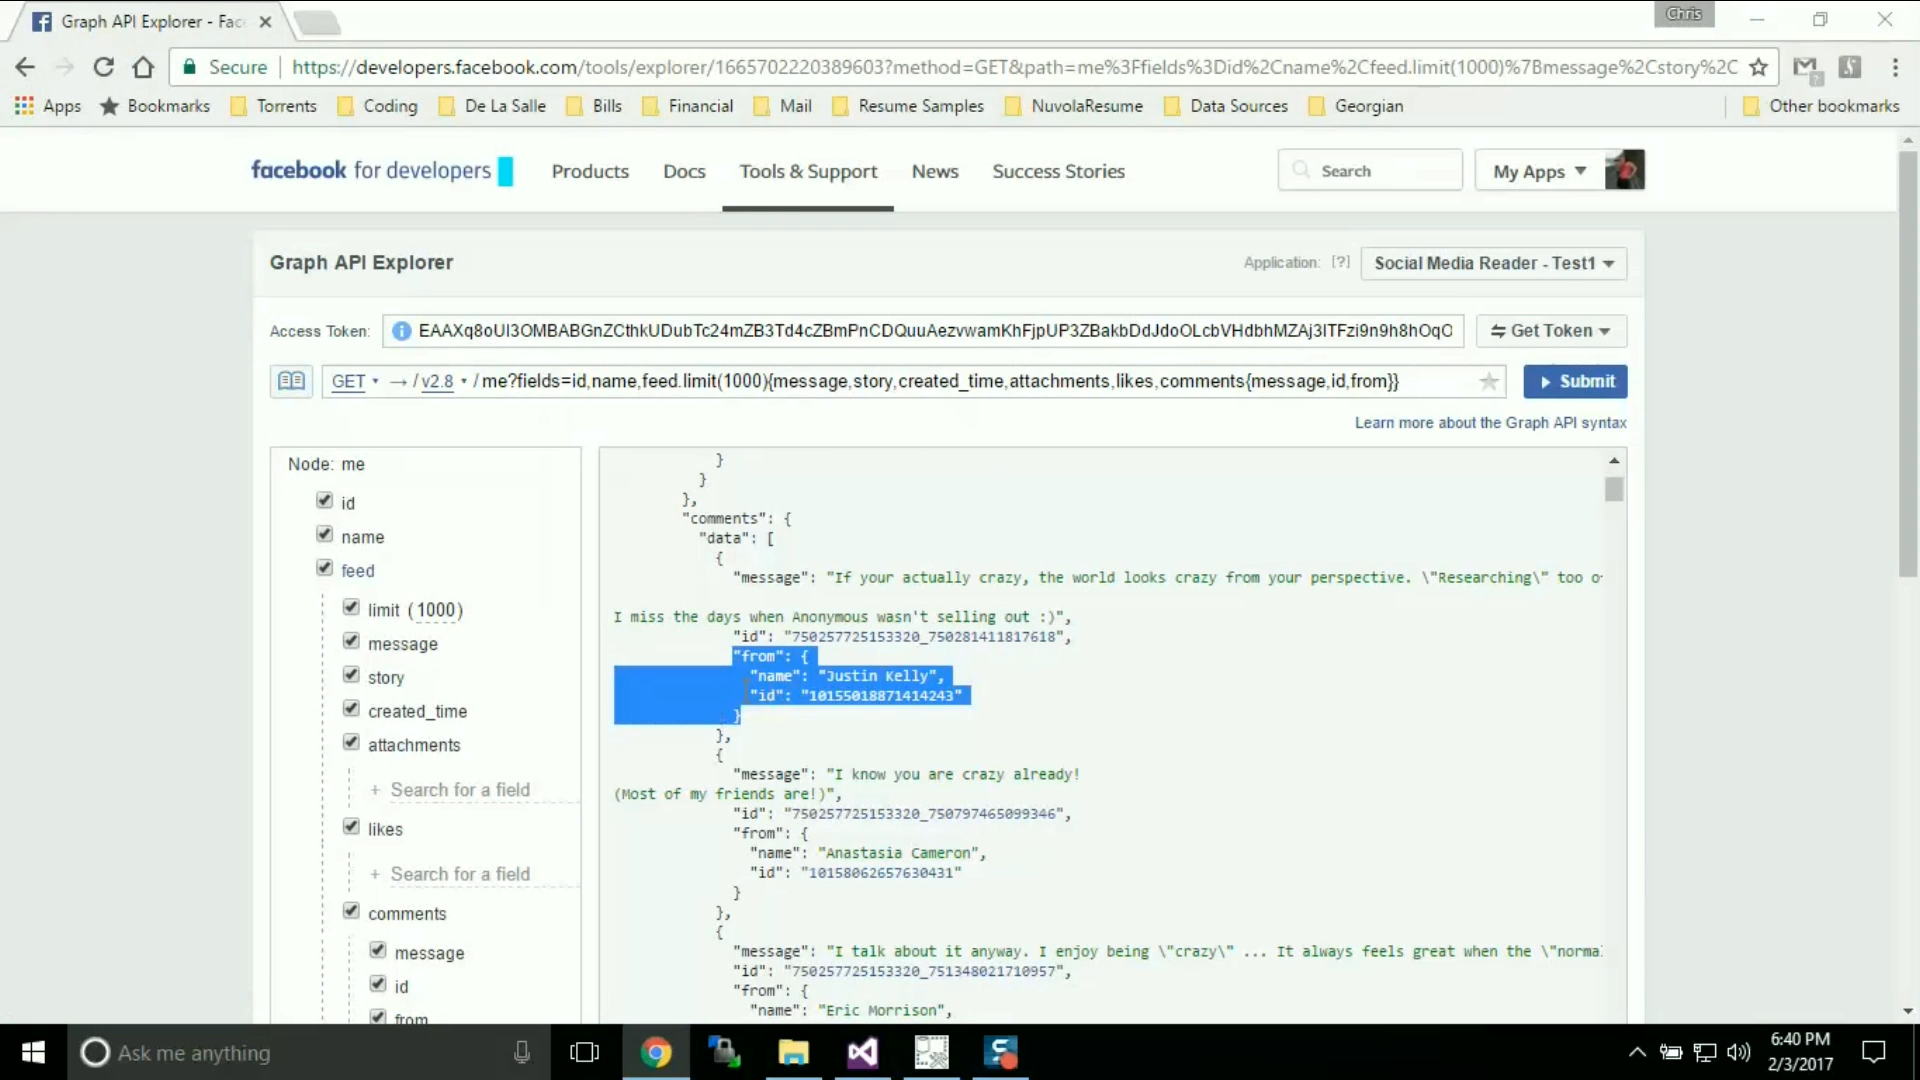 Graph API Explorer - Fac
Chris
Secure
https://developers.facebook.com/tools/explorer/1665702220389603?method=GET&path=me%3Ffields%3Did%2Cname%2Cfeed.limit(1000)%7Bmessage%2Cstory%2C
Apps
Bookmarks
Torrents
Coding
De La Salle
Bills
Financial
Mail
Resume Samples
NuvolaResume
Data Sources
Georgian
Other bookmarks
facebook for developers
Products
Docs
Tools & Support
News
Success Stories
Search
My Apps
Graph API Explorer
Application: [?]
Social Media Reader - Test1
Access Token:
Get Token
GET → / v2.8 / me?fields=id,name,feed.limit(1000){message,story,created_time,attachments,likes,comments{message,id,from}}
Submit
Learn more about the Graph API syntax
Node: me
id
name
feed
limit (1000)
message
story
created_time
attachments
+ Search for a field
likes
+ Search for a field
comments
message
id
from
}
}
},
"comments": {
"data": [
{
"message": "If your actually crazy, the world looks crazy from your perspective. \"Researching\" too o
I miss the days when Anonymous wasn't selling out :)",
"id": "750257725153320_750281411817618",
"from": {
"name": "Justin Kelly",
"id": "10155018871414243"
}
},
{
"message": "I know you are crazy already!
(Most of my friends are!)",
"id": "750257725153320_750797465099346",
"from": {
"name": "Anastasia Cameron",
"id": "10158062657630431"
}
},
{
"message": "I talk about it anyway. I enjoy being \"crazy\" ... It always feels great when the \"norma
"id": "750257725153320_751348021710957",
"from": {
"name": "Eric Morrison",
Ask me anything
6:40 PM
2/3/2017